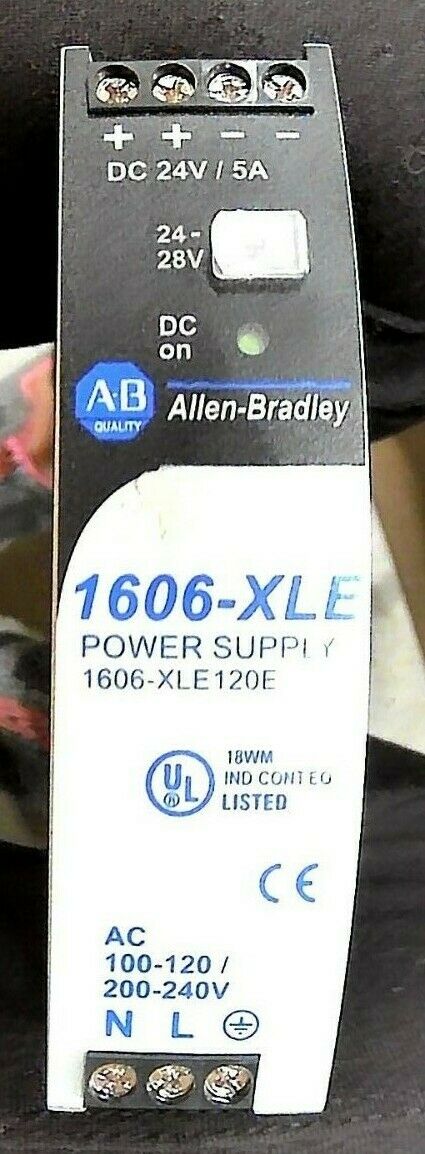 + + - -
DC 24V / 5A
24-
28V
DC
on
AB
QUALITY
Allen-Bradley
1606-XLE
POWER SUPPLY
1606-XLE120E
UL
®
18WM
IND CONT EQ
LISTED
CE
AC
100-120 /
200-240V
N L